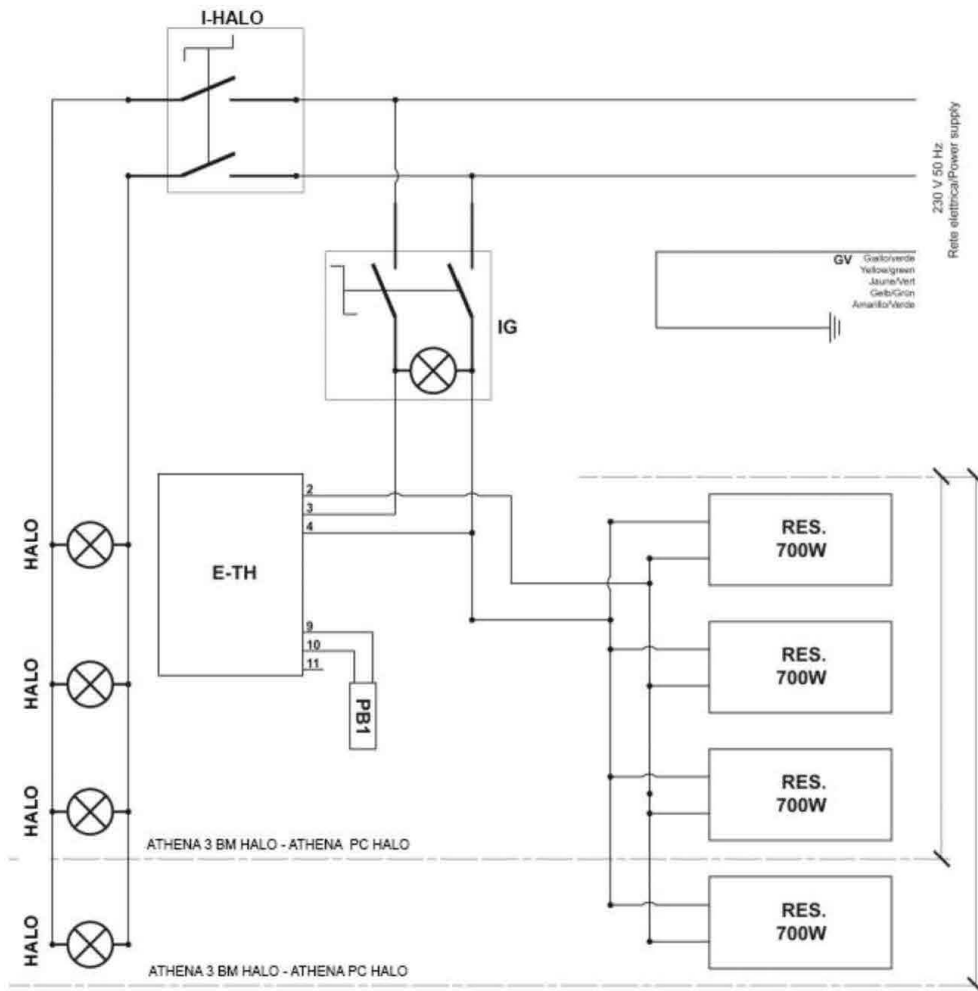 I-HALO
230 V 50 Hz
Rete elettrica/Power supply
GV
Giallo/verde
Yellow/green
Jaune/Vert
Gelb/Grün
Amarillo/Verde
IG
2
3
4
E-TH
9
10
11
PB1
HALO
HALO
HALO
HALO
RES.
700W
RES.
700W
RES.
700W
RES.
700W
ATHENA 3 BM HALO - ATHENA  PC HALO
ATHENA 3 BM HALO - ATHENA PC HALO